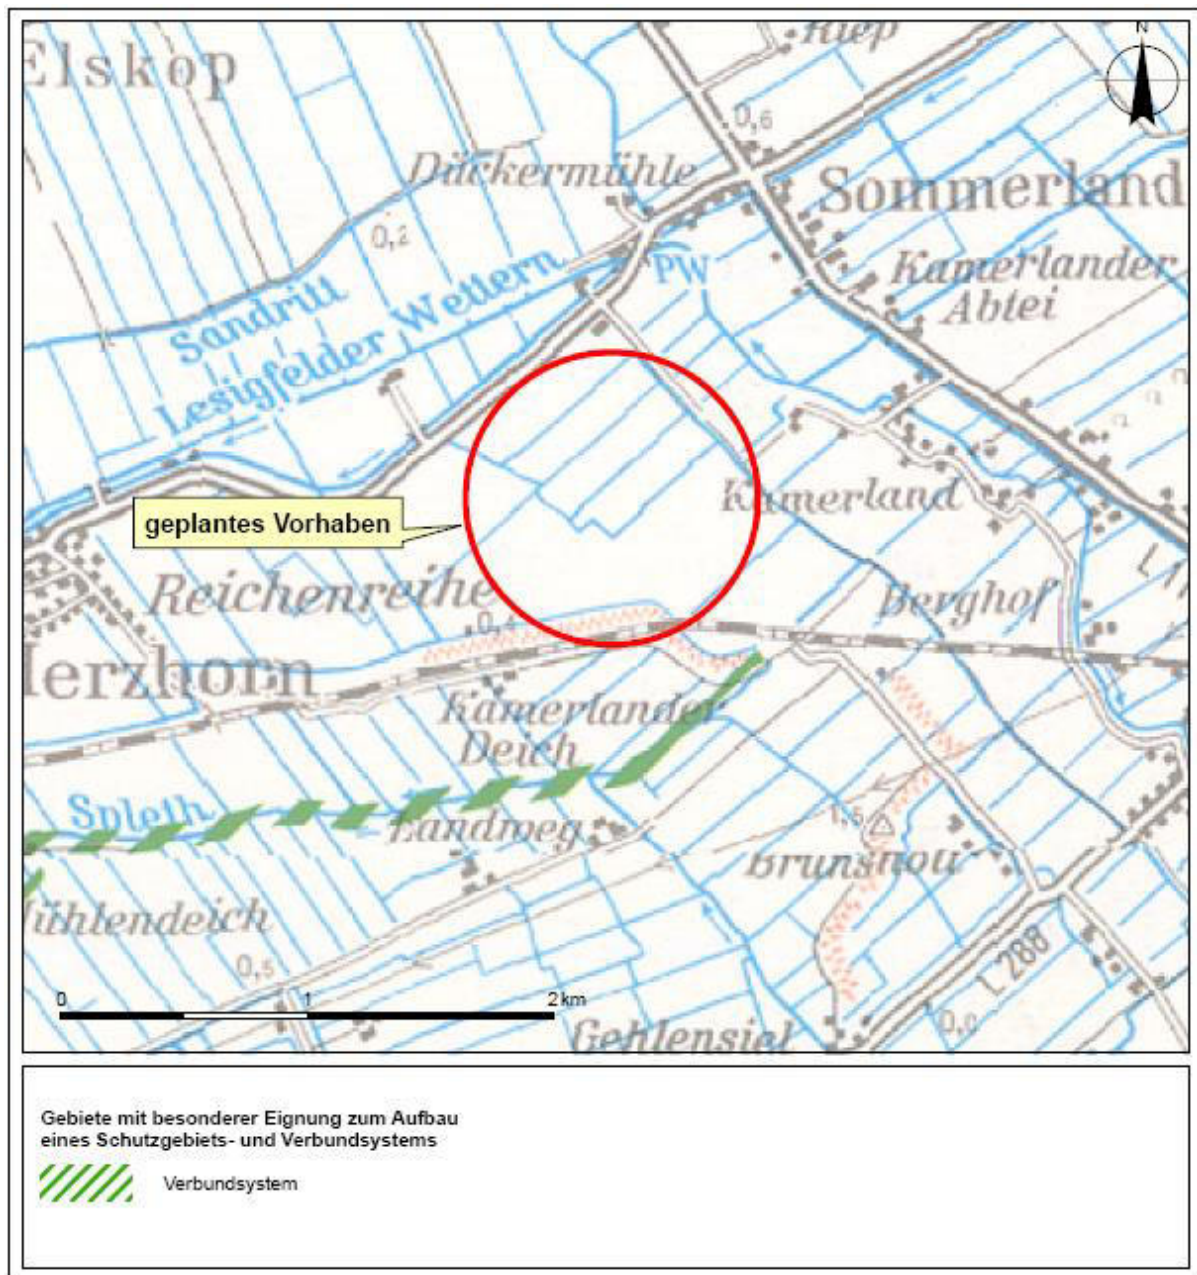 N
Elskop
Riep
0,6
Dückermühle
Sommerland
0,2
PW
Kamerlander
Abtei
Sandritt
Lesigfelder Wettern
geplantes Vorhaben
Kamerland
Reichenreihe
Berghof
0,4
Herzhorn
Kamerlander
Deich
Spleth
Landweg
1,5
Mühlendeich
0,5
L 288
0 1 2 km
0,0
Gehlensiel
Gebiete mit besonderer Eignung zum Aufbau
eines Schutzgebiets- und Verbundsystems
Verbundsystem